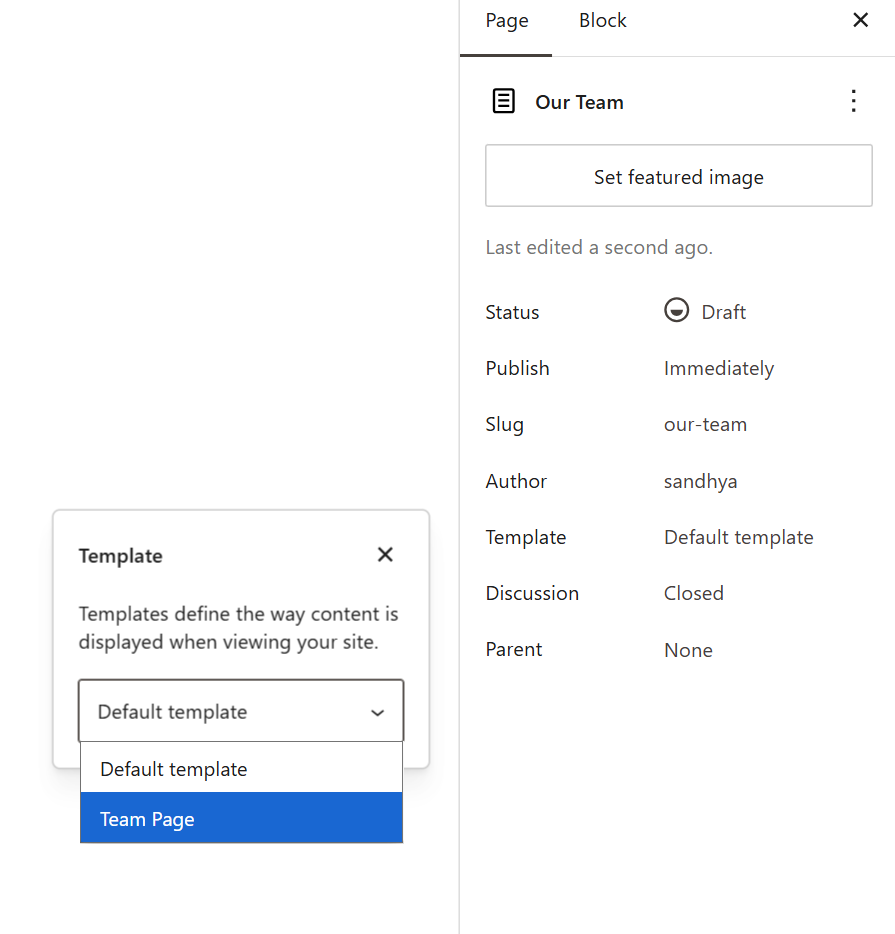 Page Block
Our Team
Set featured image
Last edited a second ago.
Status Draft
Publish Immediately
Slug our-team
Author sandhya
Template Default template
Discussion Closed
Parent None
Template
Templates define the way content is
displayed when viewing your site.
Default template
Default template
Team Page